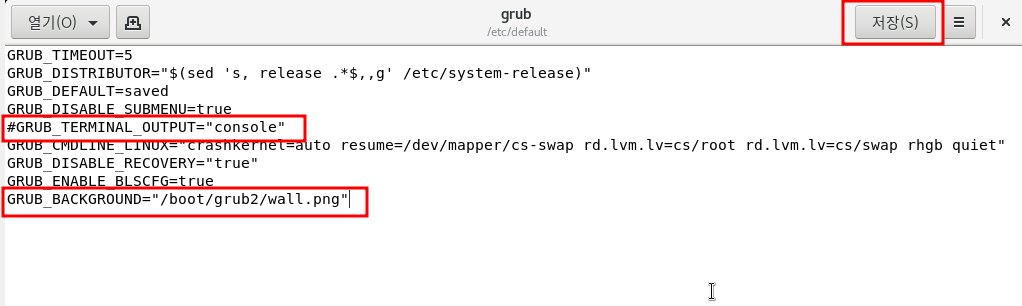 열기(O)
grub
/etc/default
저장(S)
GRUB_TIMEOUT=5
GRUB_DISTRIBUTOR="$(sed 's, release .*$,,g' /etc/system-release)"
GRUB_DEFAULT=saved
GRUB_DISABLE_SUBMENU=true
#GRUB_TERMINAL_OUTPUT="console"
GRUB_CMDLINE_LINUX="crashkernel=auto resume=/dev/mapper/cs-swap rd.lvm.lv=cs/root rd.lvm.lv=cs/swap rhgb quiet"
GRUB_DISABLE_RECOVERY="true"
GRUB_ENABLE_BLSCFG=true
GRUB_BACKGROUND="/boot/grub2/wall.png"